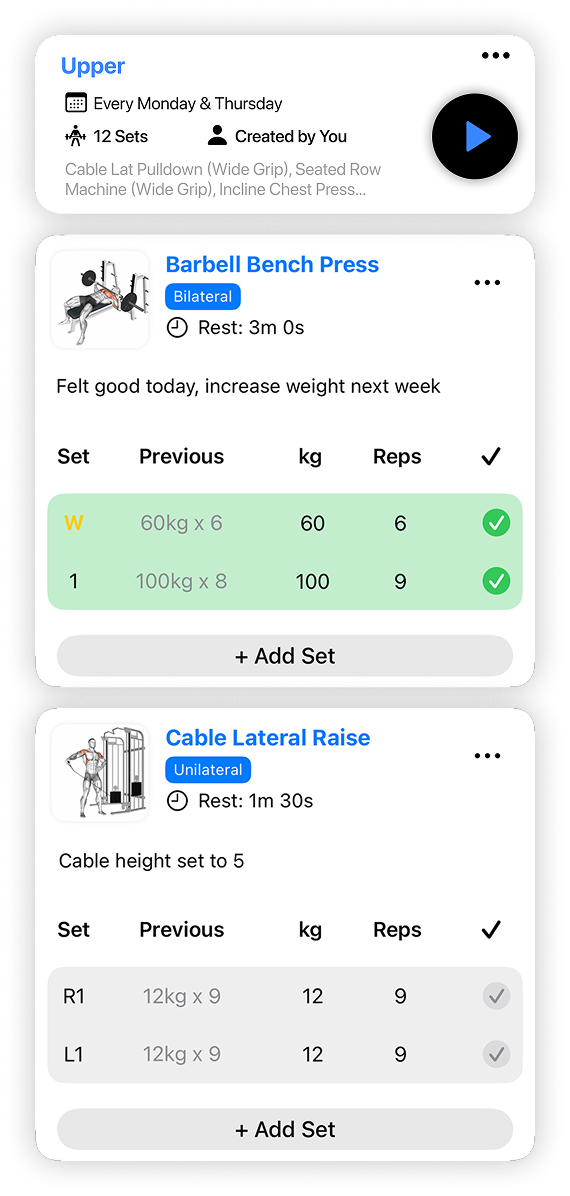 Upper
Every Monday & Thursday
12 Sets Created by You
Cable Lat Pulldown (Wide Grip), Seated Row
Machine (Wide Grip), Incline Chest Press...
Barbell Bench Press
Bilateral
Rest: 3m 0s
Felt good today, increase weight next week
Set Previous kg Reps ✓
W 60kg x 6 60 6 ✓
1 100kg x 8 100 9 ✓
+ Add Set
Cable Lateral Raise
Unilateral
Rest: 1m 30s
Cable height set to 5
Set Previous kg Reps ✓
R1 12kg x 9 12 9 ✓
L1 12kg x 9 12 9 ✓
+ Add Set